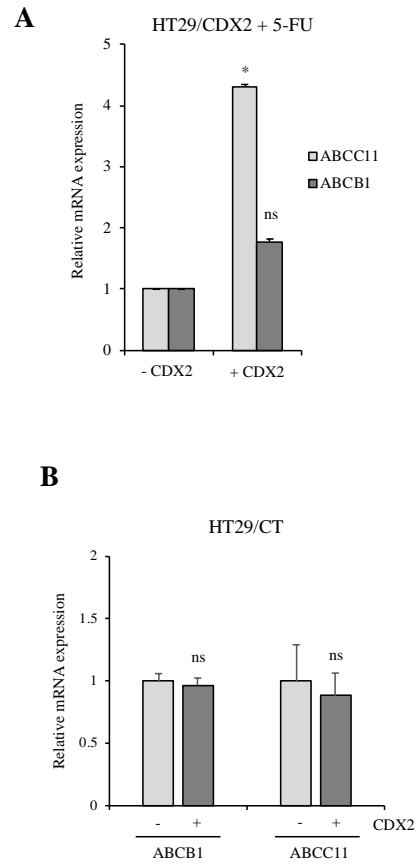 A
HT29/CDX2 + 5-FU
5
4
3
2
1
0
Relative mRNA expression
*
ns
ABCC11
ABCB1
- CDX2
+ CDX2
B
HT29/CT
2
1.5
1
0.5
0
Relative mRNA expression
ns
ns
- + - + CDX2
ABCB1 ABCC11